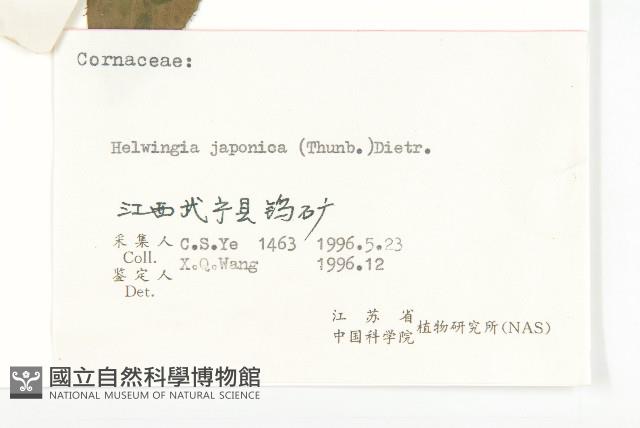 Cornaceae:
Helwingia japonica (Thunb.)Dietr.
江西武宁县钨矿
采集人 C.S.Ye 1463 1996.5.23
Coll.
鉴定人 X.Q.Wang 1996.12
Det.
江苏省
中国科学院 植物研究所(NAS)
國立自然科學博物館
NATIONAL MUSEUM OF NATURAL SCIENCE